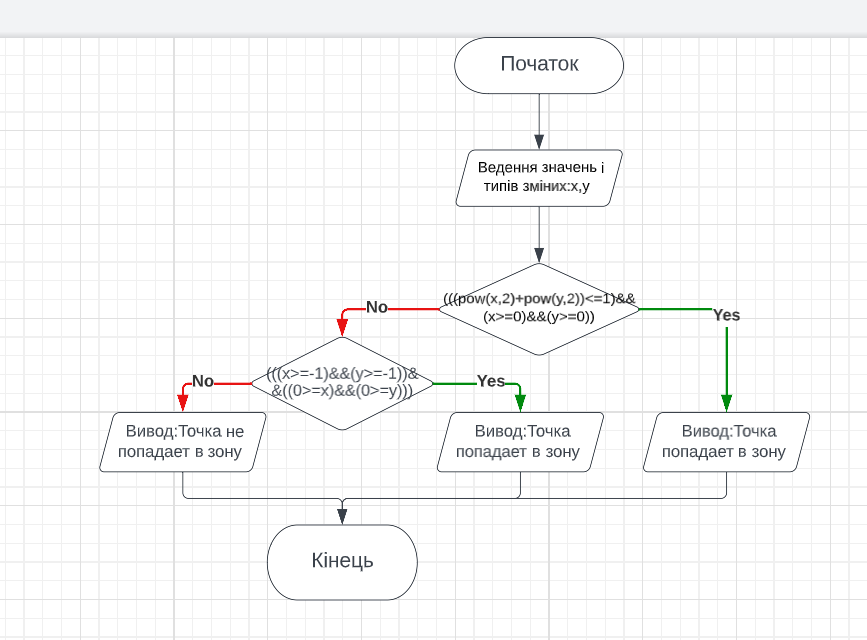 Початок
Ведення значень і
типів зміних:x,y
(((pow(x,2)+pow(y,2))<=1)&&
(x>=0)&&(y>=0))
No
Yes
(((x>=-1)&&(y>=-1))&
&((0>=x)&&(0>=y)))
No
Yes
Вивод:Точка не
попадает в зону
Вивод:Точка
попадает в зону
Вивод:Точка
попадает в зону
Кінець